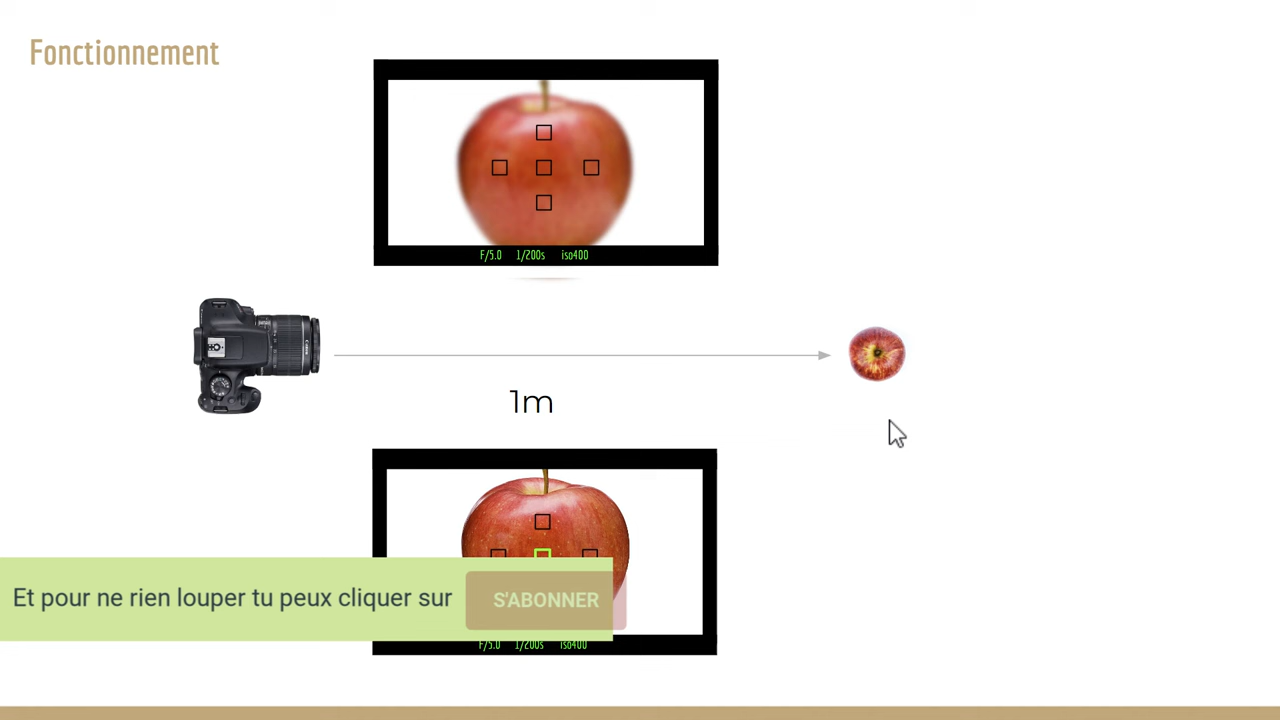 Fonctionnement
F/5.0 1/200s iso400
1m
Et pour ne rien louper tu peux cliquer sur S'ABONNER
F/5.0 1/200s iso400